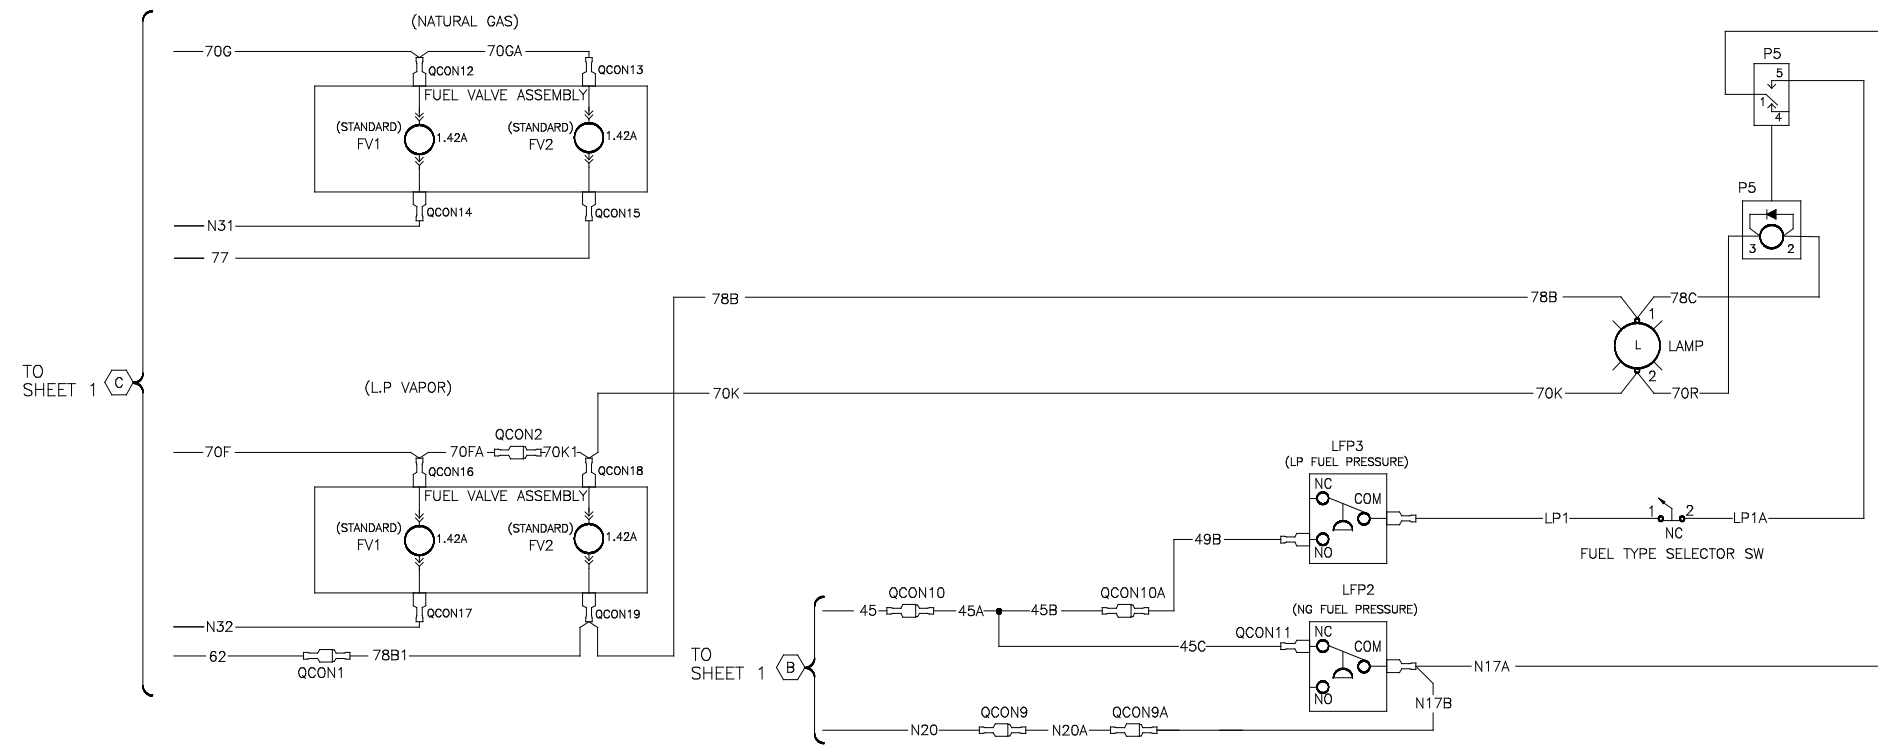 (NATURAL GAS)
70G
70GA
QCON12
QCON13
FUEL VALVE ASSEMBLY
(STANDARD)
FV1
1.42A
(STANDARD)
FV2
1.42A
QCON14
QCON15
N31
77
P5
5
1
4
P5
3
2
78B
78B
78C
1
L
LAMP
2
70K
70K
70R
TO
SHEET 1
C
(L.P VAPOR)
70F
70FA
QCON2
70K1
QCON16
QCON18
FUEL VALVE ASSEMBLY
(STANDARD)
FV1
1.42A
(STANDARD)
FV2
1.42A
QCON17
QCON19
N32
62
QCON1
78B1
LFP3
(LP FUEL PRESSURE)
NC
COM
NO
49B
LP1
1
2
NC
LP1A
FUEL TYPE SELECTOR SW
TO
SHEET 1
B
45
QCON10
45A
45B
QCON10A
45C
QCON11
LFP2
(NG FUEL PRESSURE)
NC
COM
NO
N17A
N17B
N20
QCON9
N20A
QCON9A